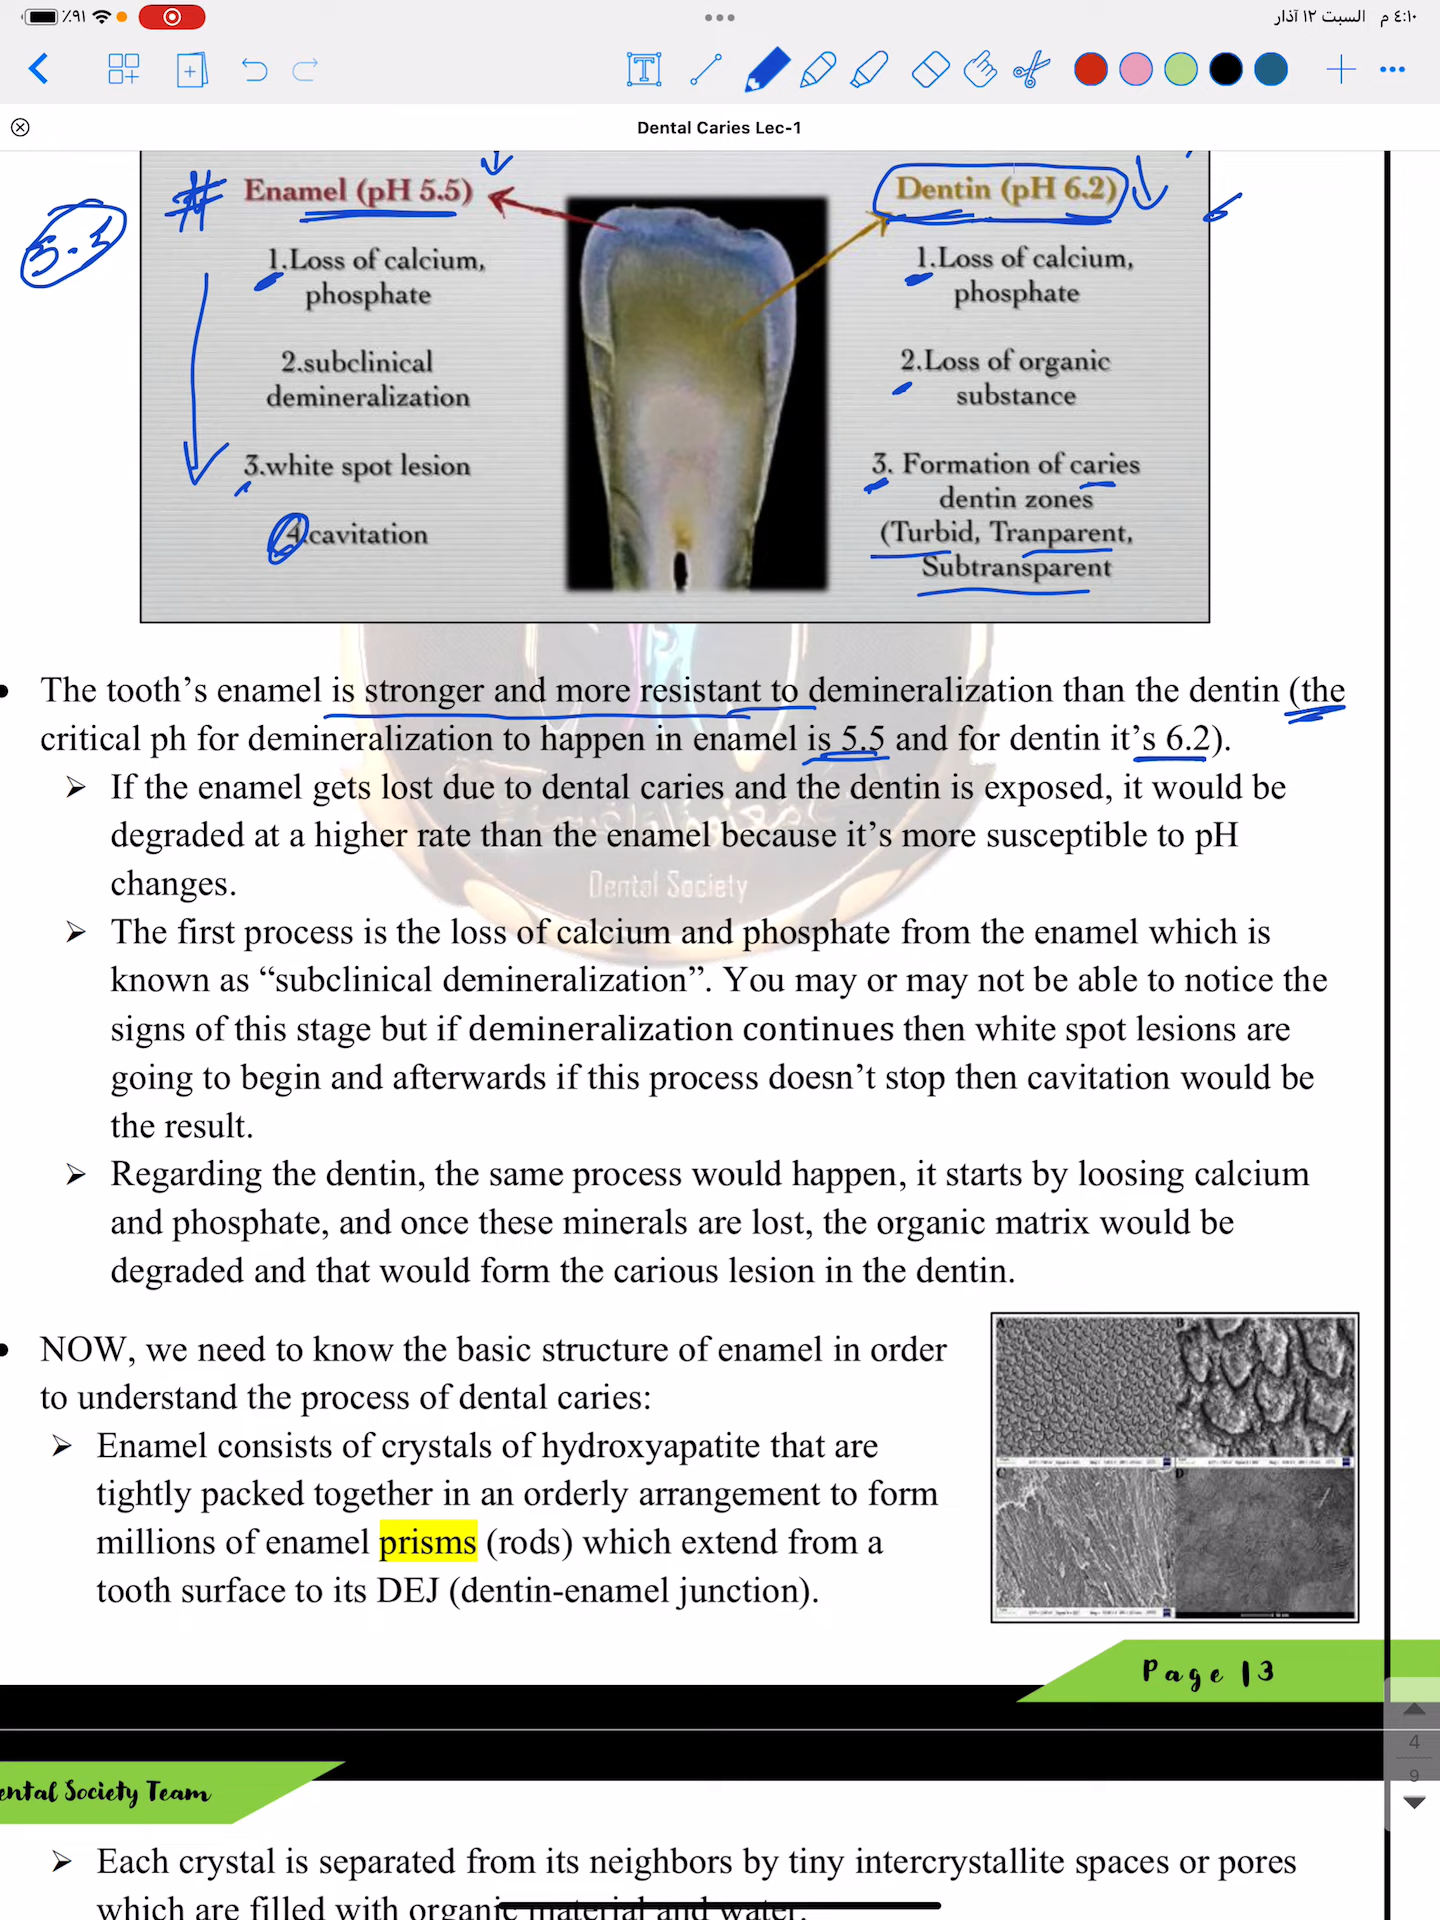 ٪٩١
٤:١٠ م السبت ١٢ آذار
Dental Caries Lec-1
Enamel (pH 5.5)
Dentin (pH 6.2)
1.Loss of calcium,
phosphate
2.subclinical
demineralization
3.white spot lesion
4.cavitation
1.Loss of calcium,
phosphate
2.Loss of organic
substance
3. Formation of caries
dentin zones
(Turbid, Tranparent,
Subtransparent
• The tooth’s enamel is stronger and more resistant to demineralization than the dentin (the
critical ph for demineralization to happen in enamel is 5.5 and for dentin it’s 6.2).
➢ If the enamel gets lost due to dental caries and the dentin is exposed, it would be
degraded at a higher rate than the enamel because it’s more susceptible to pH
changes.
Dental Society
➢ The first process is the loss of calcium and phosphate from the enamel which is
known as “subclinical demineralization”. You may or may not be able to notice the
signs of this stage but if demineralization continues then white spot lesions are
going to begin and afterwards if this process doesn’t stop then cavitation would be
the result.
➢ Regarding the dentin, the same process would happen, it starts by loosing calcium
and phosphate, and once these minerals are lost, the organic matrix would be
degraded and that would form the carious lesion in the dentin.
• NOW, we need to know the basic structure of enamel in order
to understand the process of dental caries:
➢ Enamel consists of crystals of hydroxyapatite that are
tightly packed together in an orderly arrangement to form
millions of enamel prisms (rods) which extend from a
tooth surface to its DEJ (dentin-enamel junction).
A
B
C
D
Page | 3
4
9
ental Society Team
➢ Each crystal is separated from its neighbors by tiny intercrystallite spaces or pores
which are filled with organic material and water.